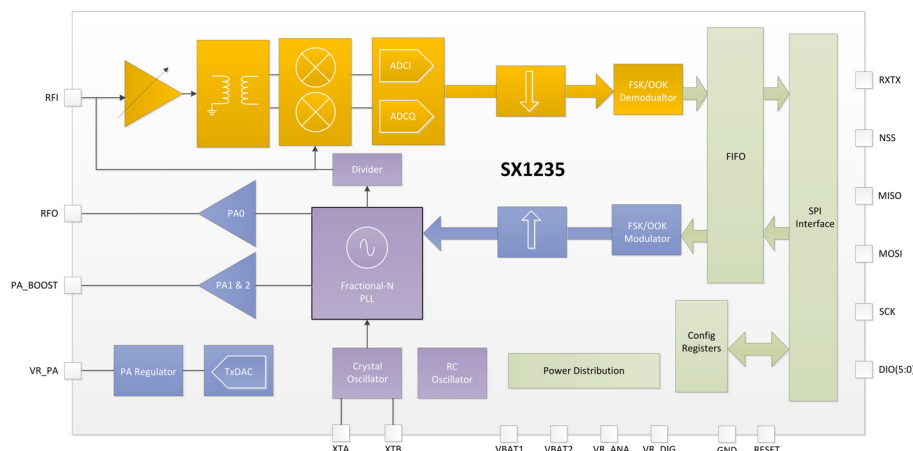 RFI
ADCI
ADCQ
FSK/OOK
Demodualtor
RXTX
NSS
SX1235
FIFO
Divider
MISO
RFO
PA0
SPI
Interface
FSK/OOK
Modulator
MOSI
PA_BOOST
PA1 & 2
Fractional-N
PLL
SCK
Config
Registers
VR_PA
PA Regulator
TxDAC
Crystal
Oscillator
RC
Oscillator
Power Distribution
DIO(5:0)
XTA
XTB
VBAT1
VBAT2
VR_ANA
VR_DIG
GND
RESET